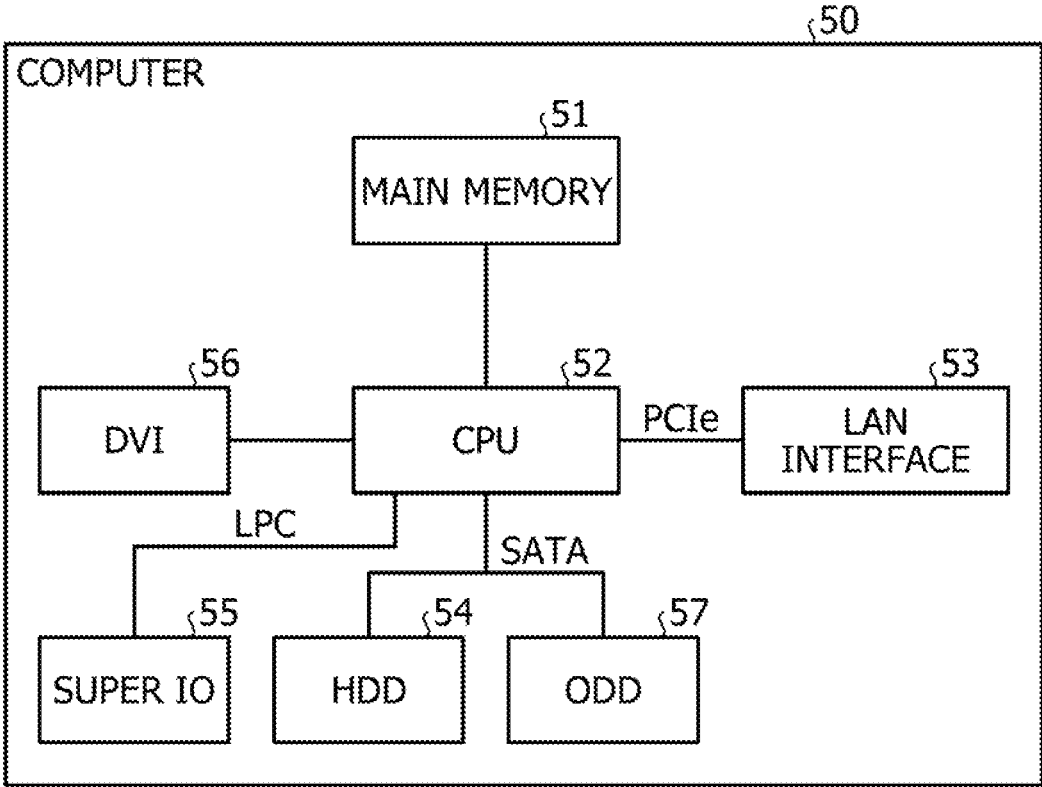 50
COMPUTER
51
MAIN MEMORY
56
52
53
DVI
CPU
PCIe
LAN
INTERFACE
LPC
SATA
55
54
57
SUPER IO
HDD
ODD